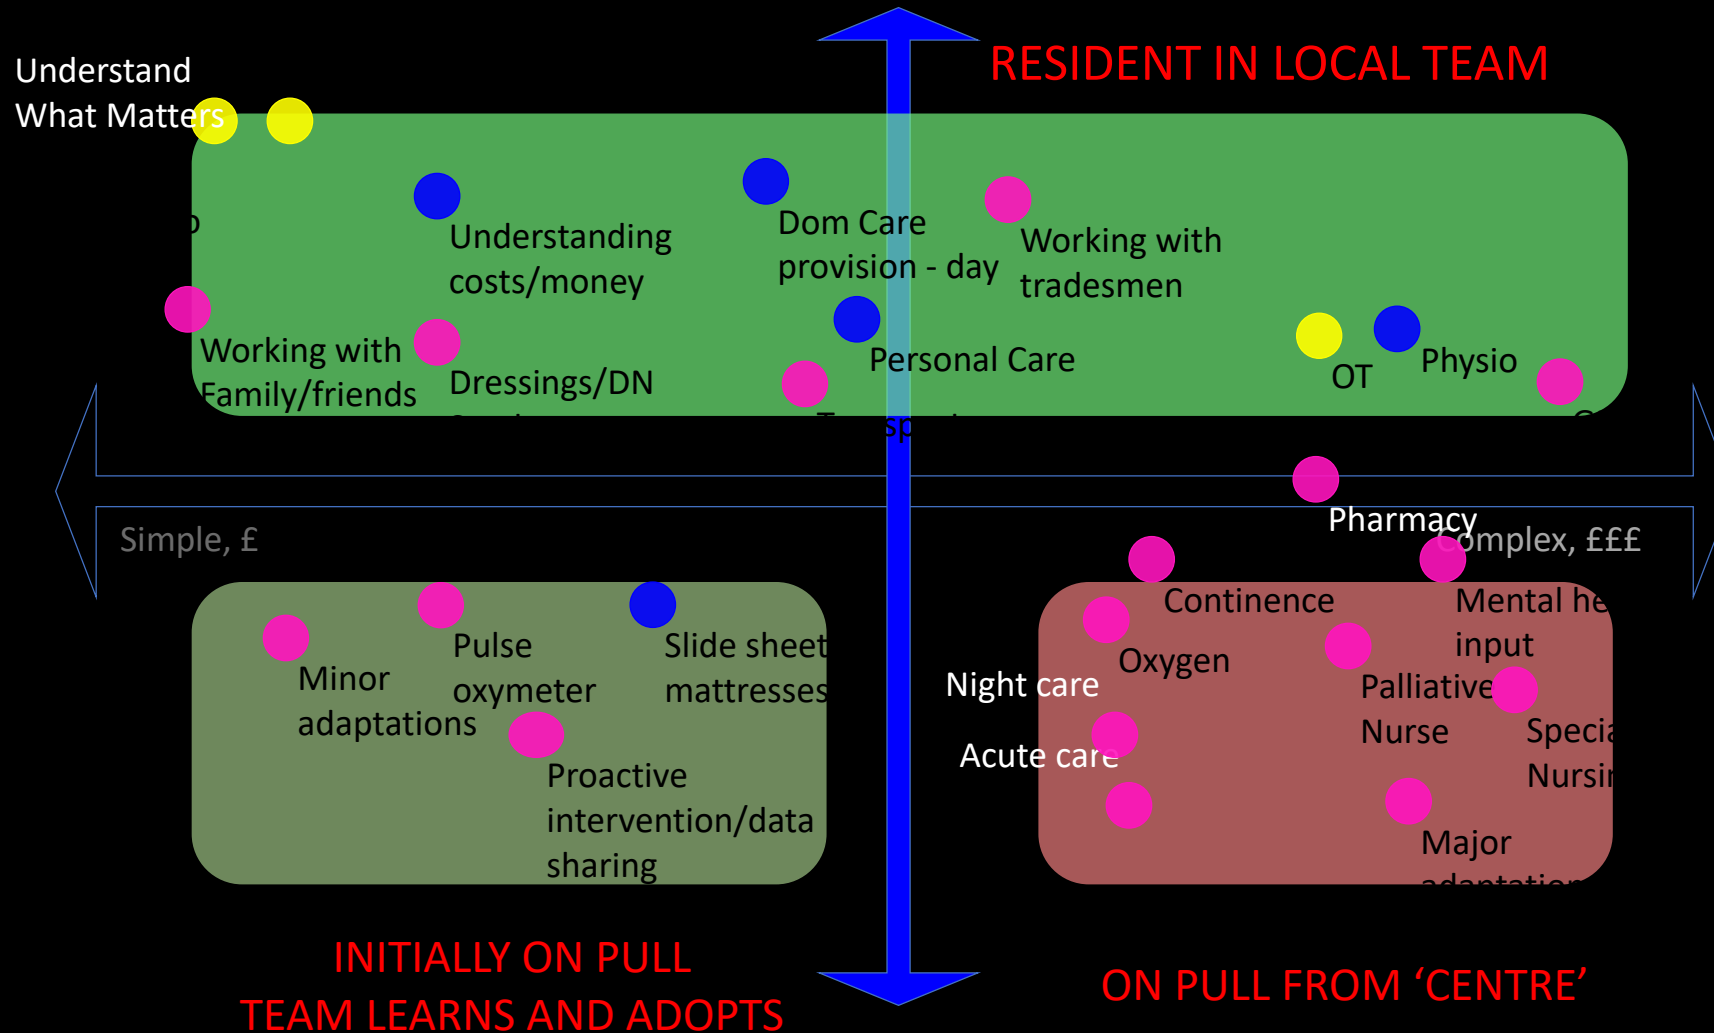 RESIDENT IN LOCAL TEAM
Understand
What Matters
Understanding
costs/money
Dom Care
provision - day
Working with
tradesmen
Working with
Family/friends
Dressings/DN
Personal Care
OT
Physio
Pharmacy
Simple, £
Complex, £££
Continence
Mental he
input
Oxygen
Pulse
oxymeter
Slide sheet
mattresses
Minor
adaptations
Night care
Palliative
Nurse
Acute care
Proactive
intervention/data
sharing
Major
adaptation
INITIALLY ON PULL
TEAM LEARNS AND ADOPTS
ON PULL FROM ‘CENTRE’